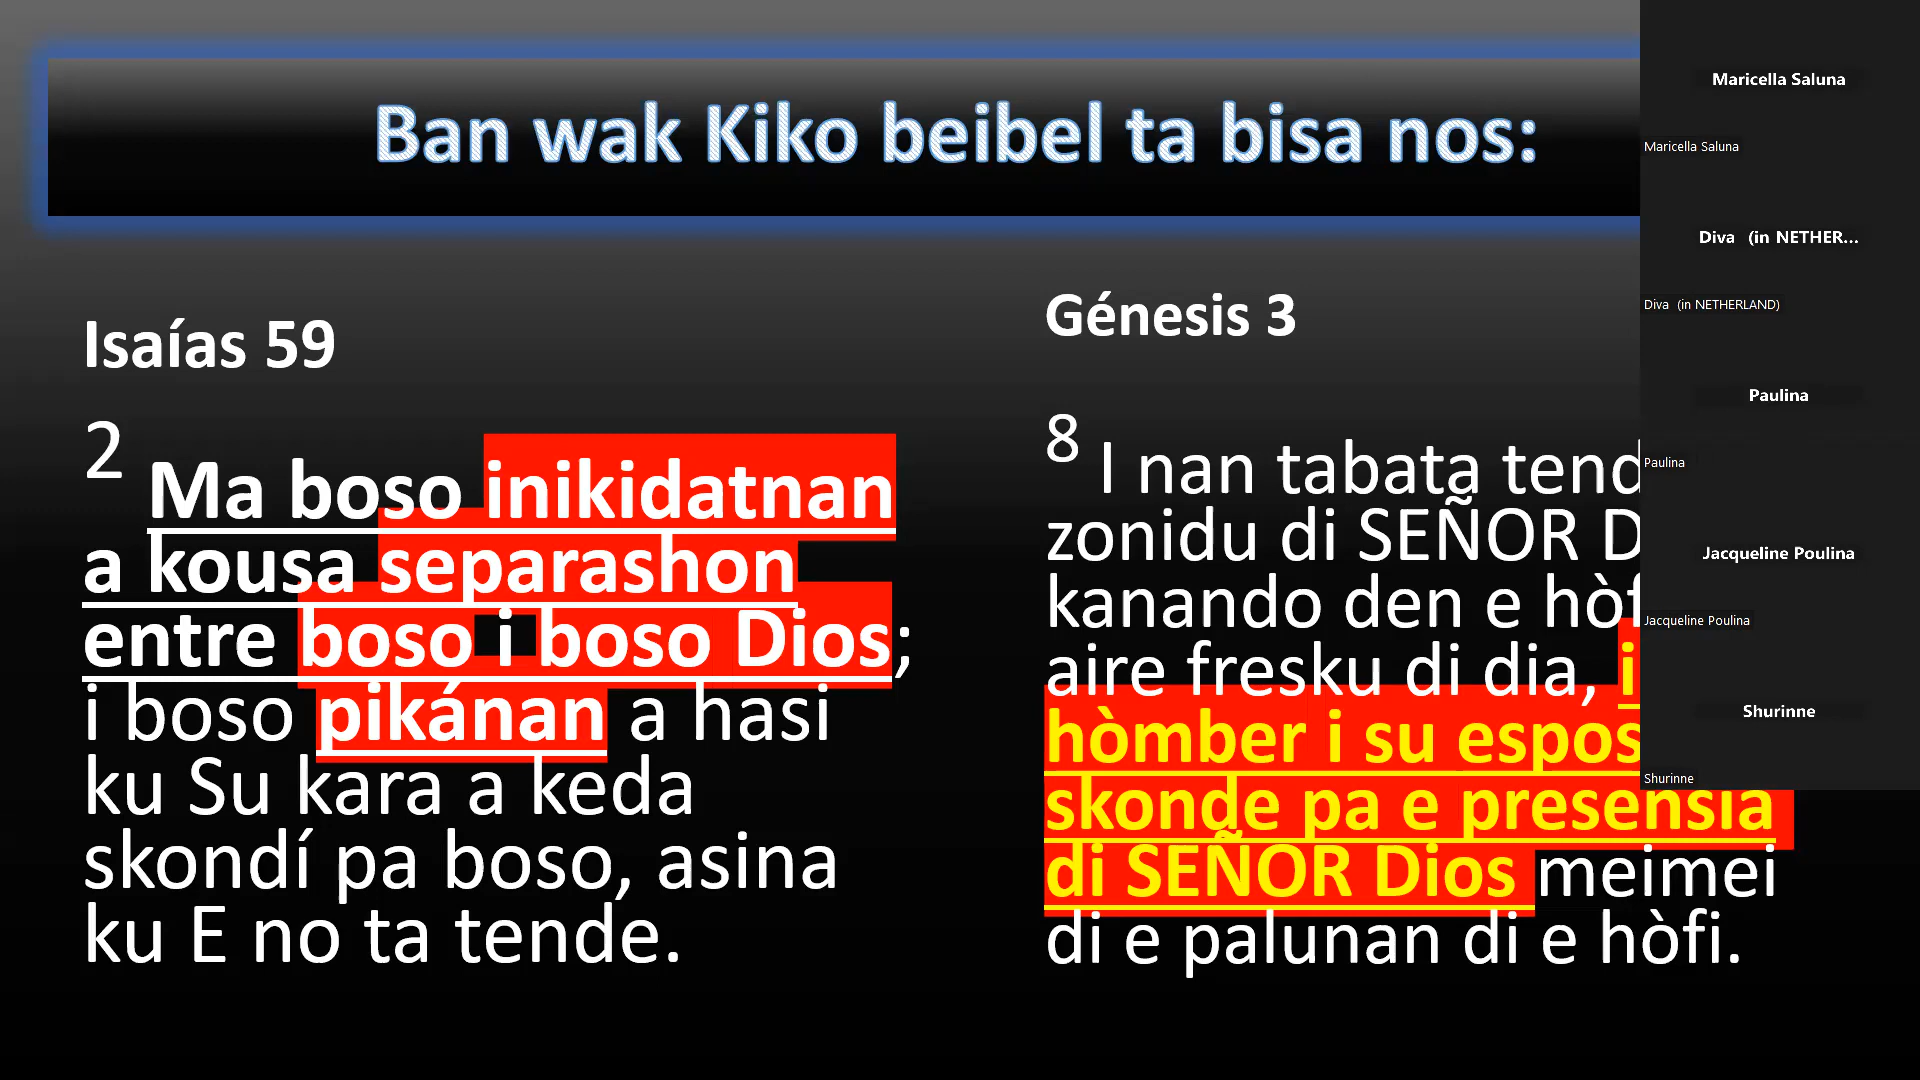 Ban wak Kiko beibel ta bisa nos:
Isaías 59
2 Ma boso inikidatnan
a kousa separashon
entre boso i boso Dios;
i boso pikánan a hasi
ku Su kara a keda
skondí pa boso, asina
ku E no ta tende.
Génesis 3
8 I nan tabata tend
zonidu di SEÑOR D
kanando den e hòf
aire fresku di dia, i
hòmber i su espos
skonde pa e presensia
di SEÑOR Dios meimei
di e palunan di e hòfi.
Maricella Saluna
Maricella Saluna
Diva (in NETHER...
Diva (in NETHERLAND)
Paulina
Paulina
Jacqueline Poulina
Jacqueline Poulina
Shurinne
Shurinne